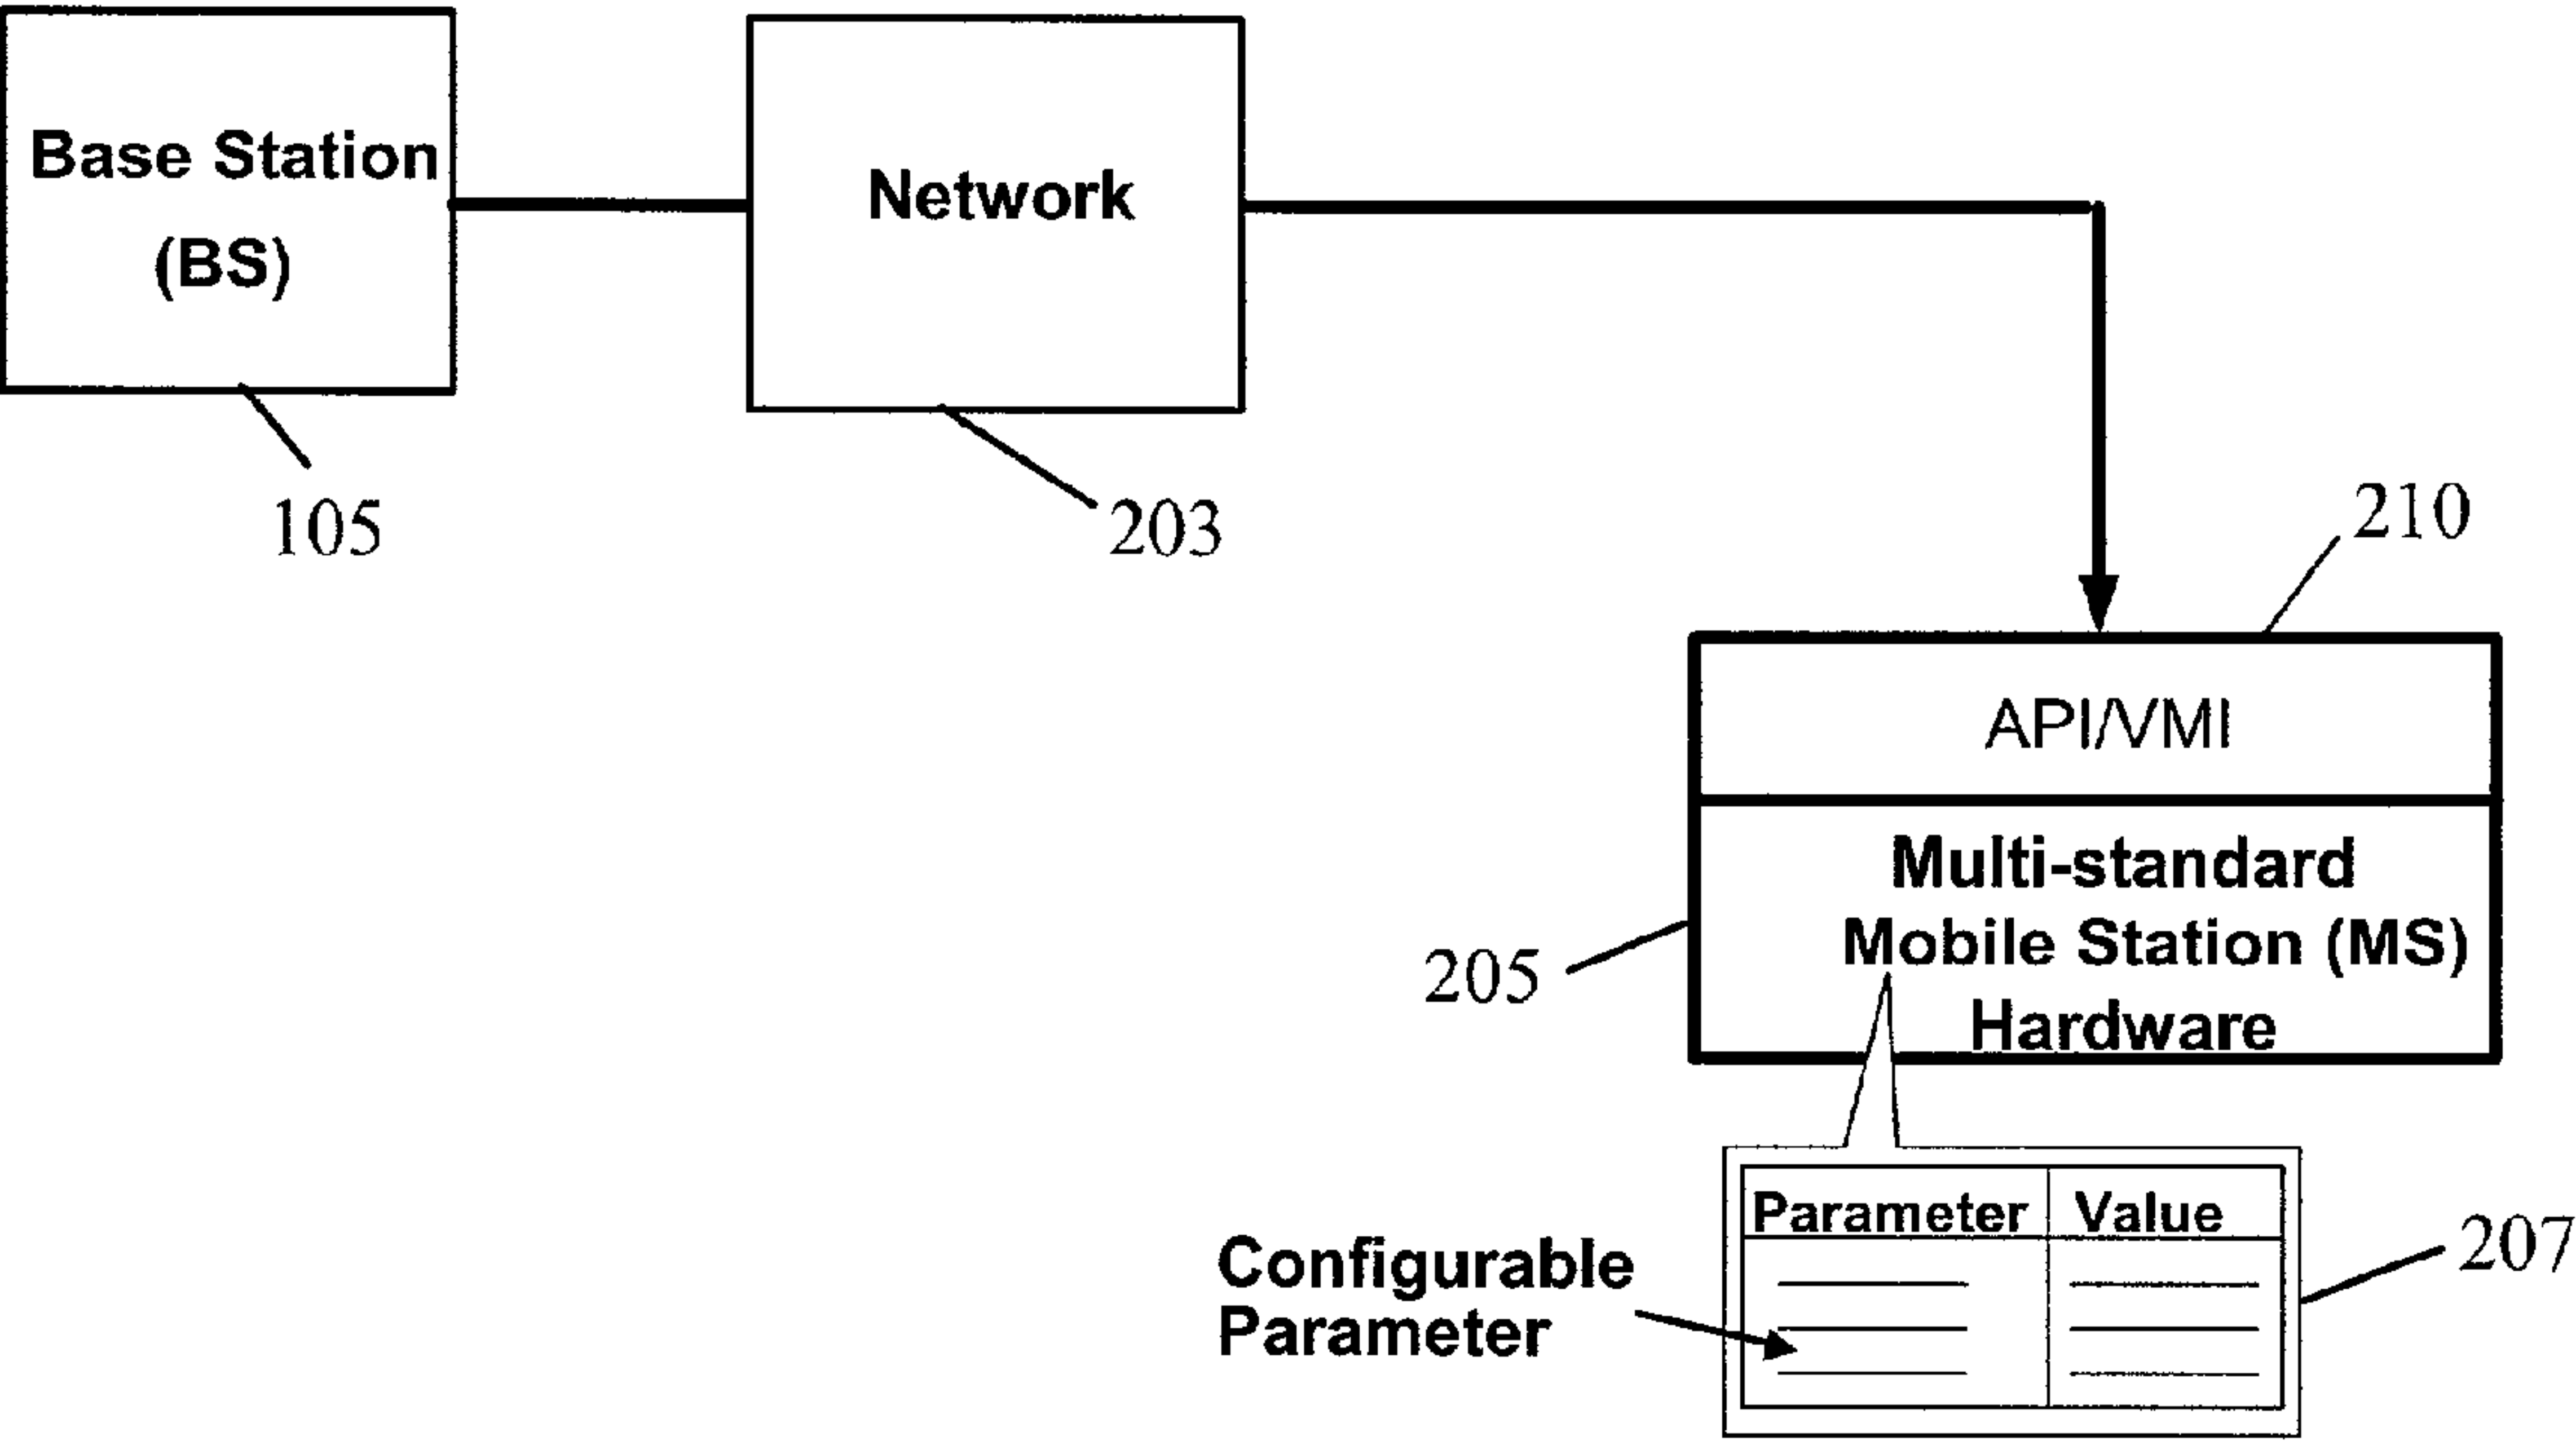 Base Station
(BS)
Network
105
203
210
API/VMI
Multi-standard
Mobile Station (MS)
Hardware
205
Parameter Value
Configurable
Parameter
207